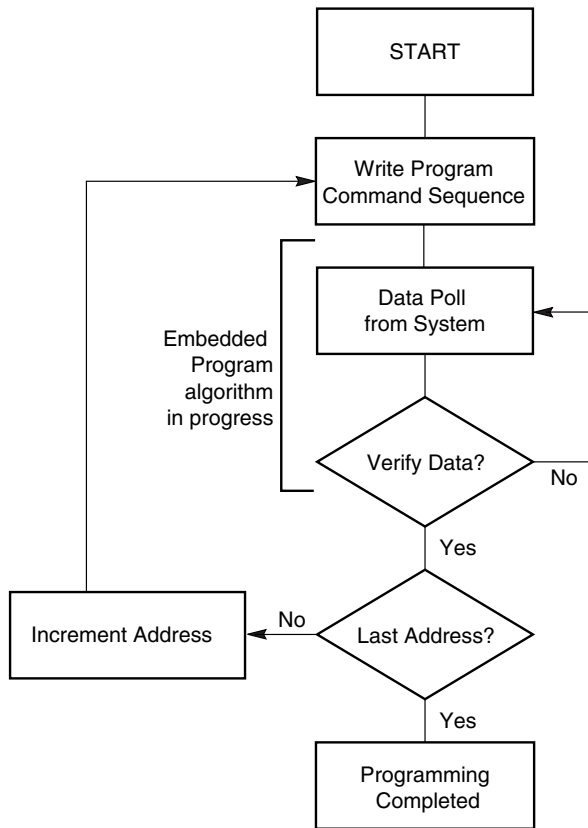 START
Write Program
Command Sequence
Data Poll
from System
Embedded
Program
algorithm
in progress
Verify Data?
No
Yes
Increment Address
No
Last Address?
Yes
Programming
Completed